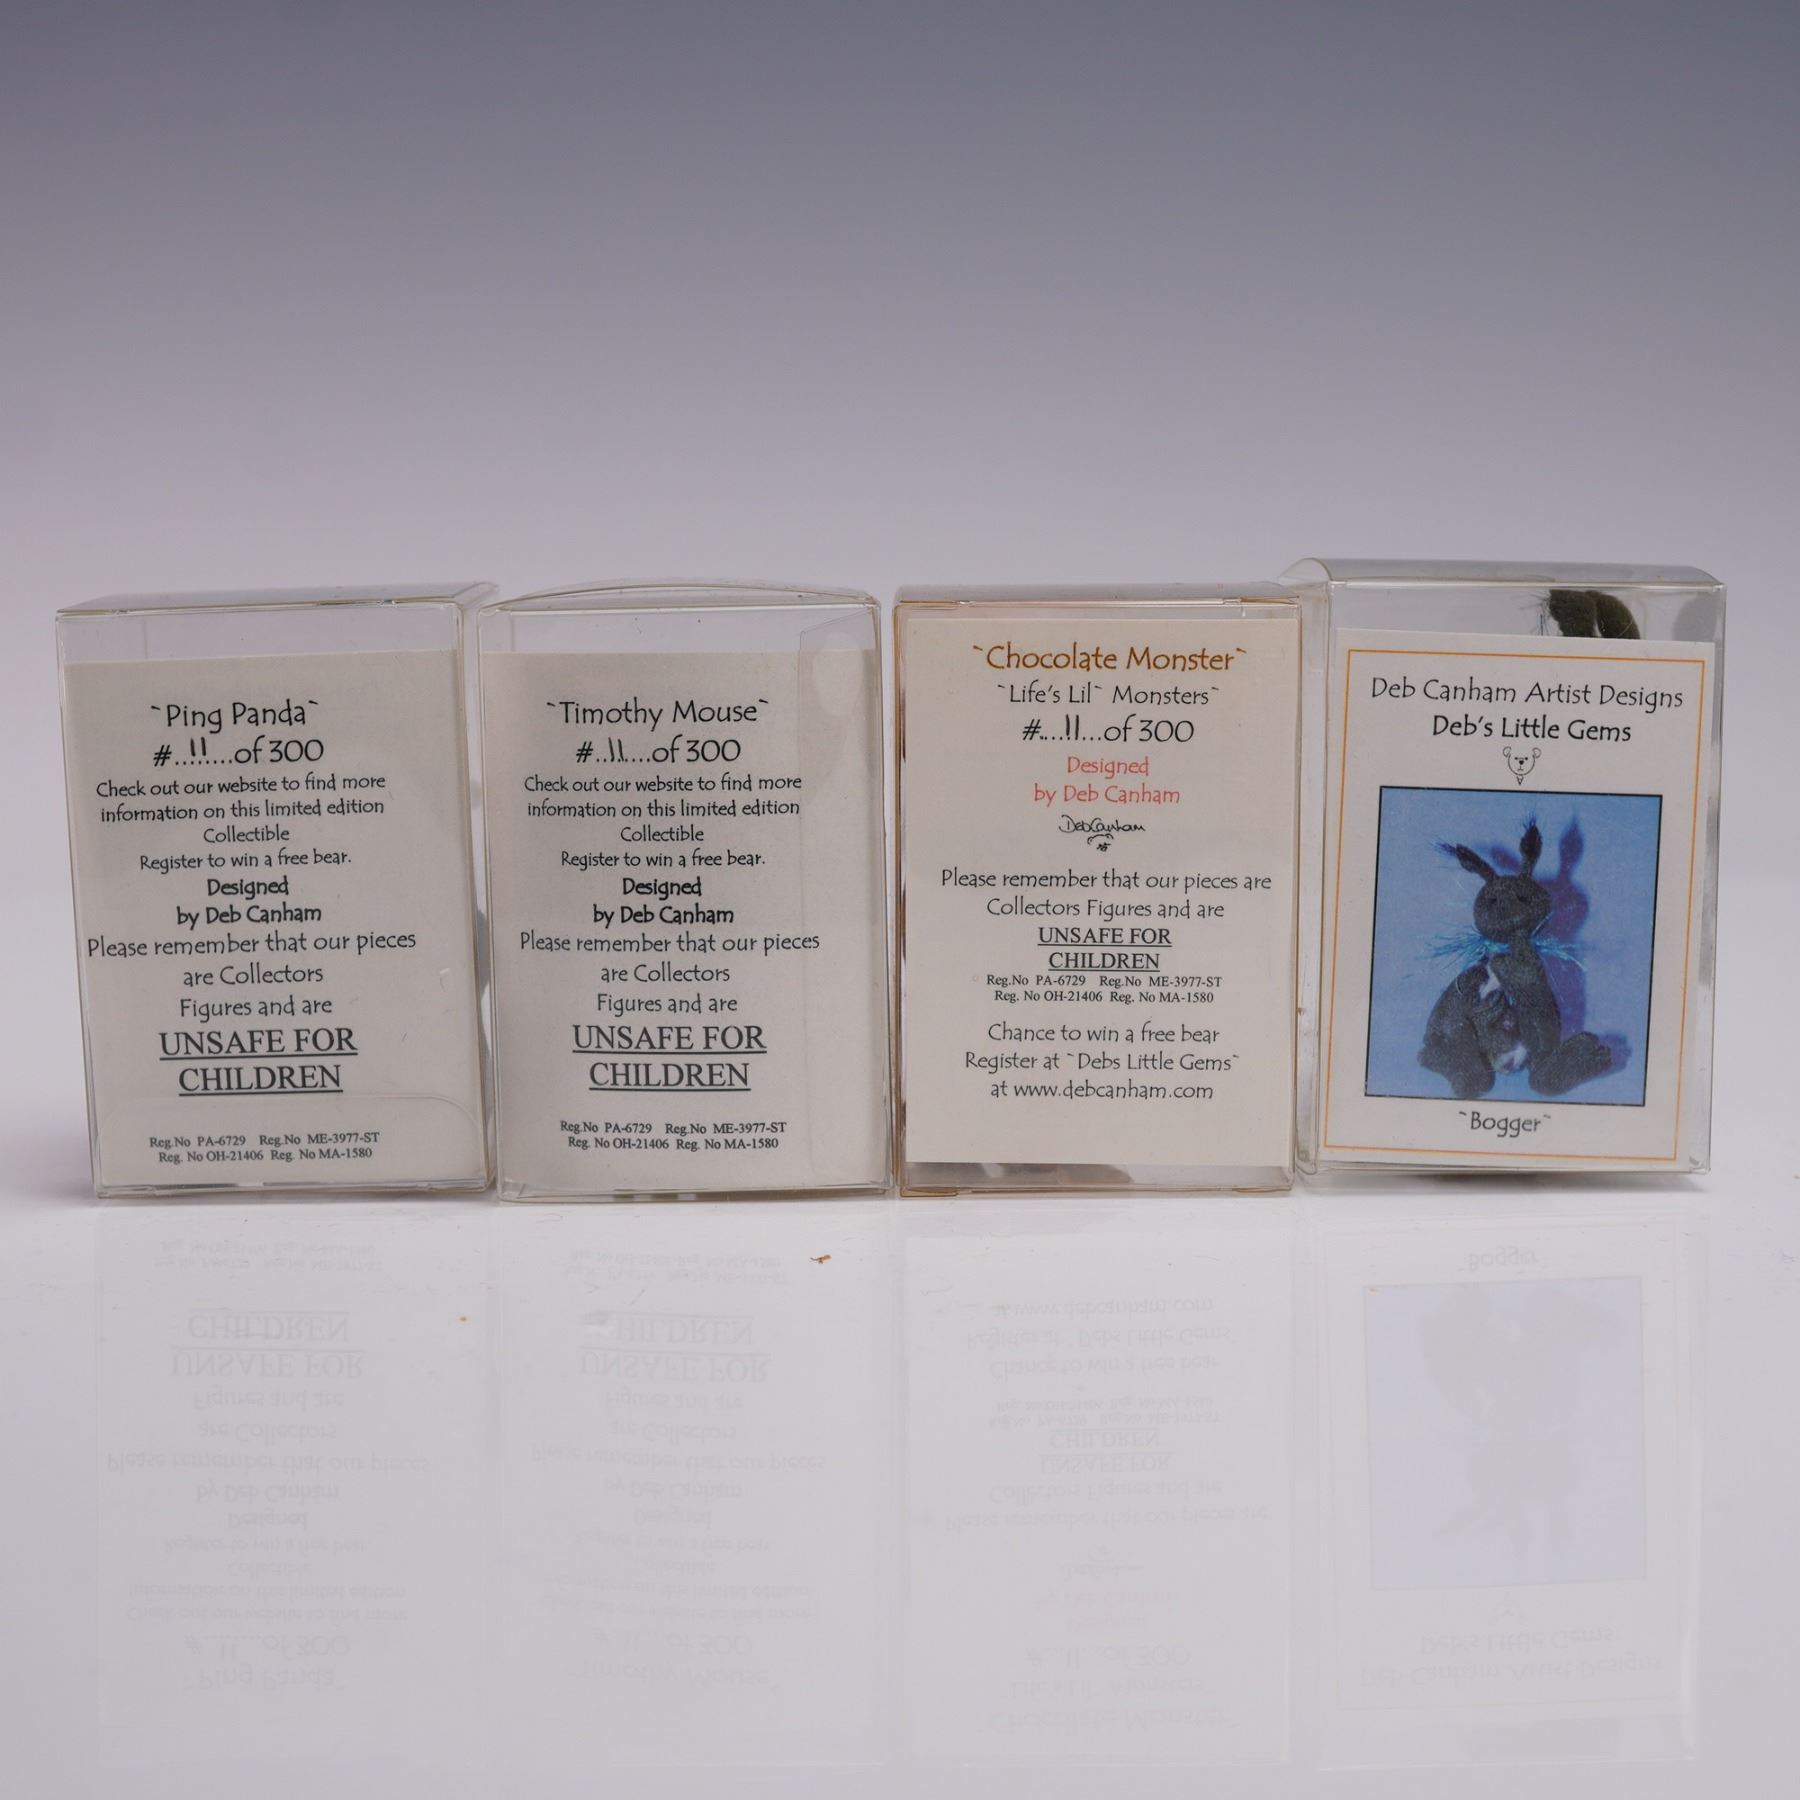 `Ping Panda`
#...11....of 300
Check out our website to find more
information on this limited edition
Collectible
Register to win a free bear.
Designed
by Deb Canham
Please remember that our pieces
are Collectors
Figures and are
UNSAFE FOR
CHILDREN
Reg.No PA-6729 Reg.No ME-3977-ST
Reg. No OH-21406 Reg. No MA-1580
`Timothy Mouse`
#...11....of 300
Check out our website to find more
information on this limited edition
Collectible
Register to win a free bear.
Designed
by Deb Canham
Please remember that our pieces
are Collectors
Figures and are
UNSAFE FOR
CHILDREN
Reg.No PA-6729 Reg.No ME-3977-ST
Reg. No OH-21406 Reg. No MA-1580
`Chocolate Monster`
`Life's Lil` Monsters`
#....11...of 300
Designed
by Deb Canham
Deb Canham
Please remember that our pieces are
Collectors Figures and are
UNSAFE FOR
CHILDREN
Reg.No PA-6729 Reg.No ME-3977-ST
Reg. No OH-21406 Reg. No MA-1580
Chance to win a free bear
Register at `Debs Little Gems`
at www.debcanham.com
Deb Canham Artist Designs
Deb's Little Gems
`Bogger`